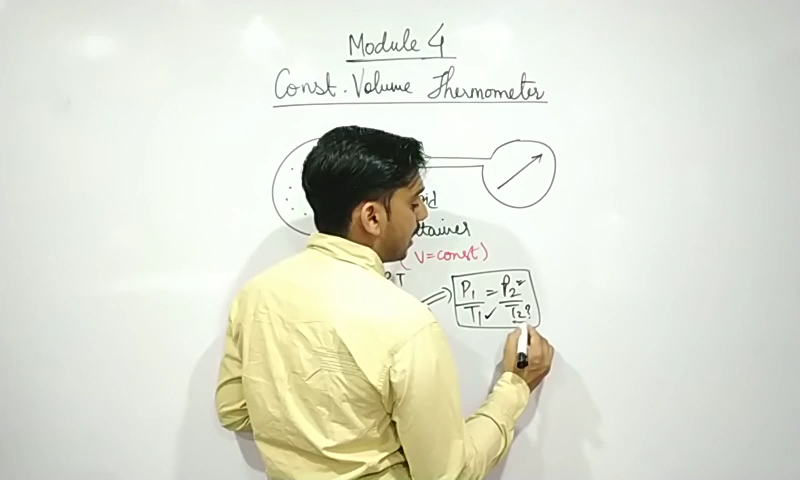 Module 4
Const. Volume Thermometer
(V=const)
P₁/T₁✓ = P₂✓/T₂?